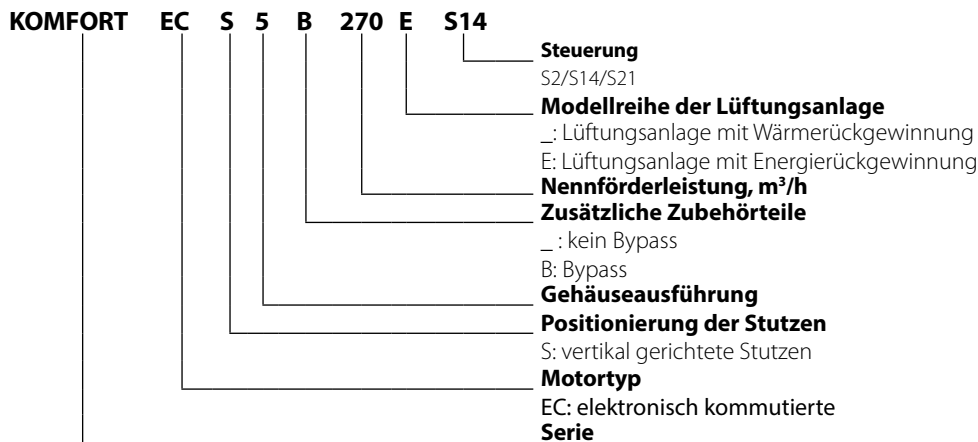 KOMFORT EC S 5 B 270 E S14
Steuerung
S2/S14/S21
Modellreihe der Lüftungsanlage
_: Lüftungsanlage mit Wärmerückgewinnung
E: Lüftungsanlage mit Energierückgewinnung
Nennförderleistung, m³/h
Zusätzliche Zubehörteile
_ : kein Bypass
B: Bypass
Gehäuseausführung
Positionierung der Stutzen
S: vertikal gerichtete Stutzen
Motortyp
EC: elektronisch kommutierte
Serie